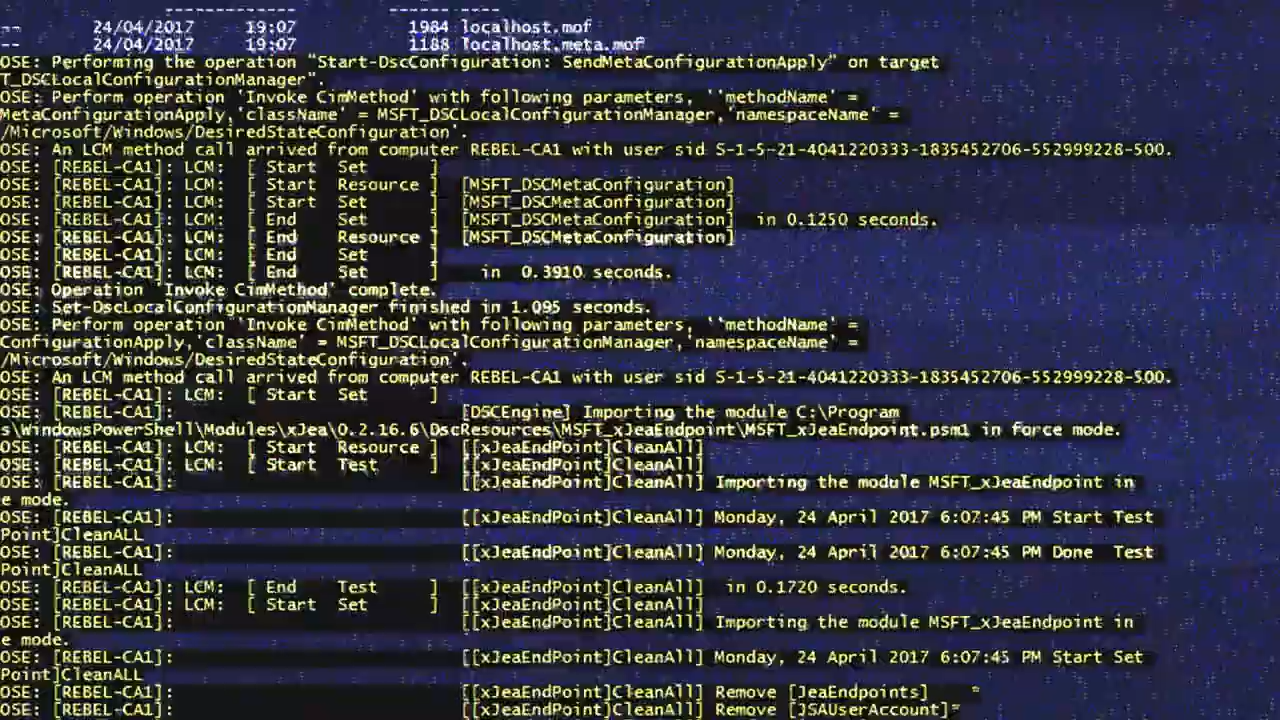 -- 24/04/2017 19:07 1984 localhost.mof
-- 24/04/2017 19:07 1188 localhost.meta.mof
OSE: Performing the operation "Start-DscConfiguration: SendMetaConfigurationApply" on target
T_DSCLocalConfigurationManager".
OSE: Perform operation 'Invoke CimMethod' with following parameters, ''methodName' =
MetaConfigurationApply,'className' = MSFT_DSCLocalConfigurationManager,'namespaceName' =
/Microsoft/Windows/DesiredStateConfiguration'.
OSE: An LCM method call arrived from computer REBEL-CA1 with user sid S-1-5-21-4041220333-1835452706-552999228-500.
OSE: [REBEL-CA1]: LCM: [ Start Set ]
OSE: [REBEL-CA1]: LCM: [ Start Resource ] [MSFT_DSCMetaConfiguration]
OSE: [REBEL-CA1]: LCM: [ Start Set ] [MSFT_DSCMetaConfiguration]
OSE: [REBEL-CA1]: LCM: [ End Set ] [MSFT_DSCMetaConfiguration] in 0.1250 seconds.
OSE: [REBEL-CA1]: LCM: [ End Resource ] [MSFT_DSCMetaConfiguration]
OSE: [REBEL-CA1]: LCM: [ End Set ]
OSE: [REBEL-CA1]: LCM: [ End Set ] in 0.3910 seconds.
OSE: Operation 'Invoke CimMethod' complete.
OSE: Set-DscLocalConfigurationManager finished in 1.095 seconds.
OSE: Perform operation 'Invoke CimMethod' with following parameters, ''methodName' =
ConfigurationApply,'className' = MSFT_DSCLocalConfigurationManager,'namespaceName' =
/Microsoft/Windows/DesiredStateConfiguration'.
OSE: An LCM method call arrived from computer REBEL-CA1 with user sid S-1-5-21-4041220333-1835452706-552999228-500.
OSE: [REBEL-CA1]: LCM: [ Start Set ]
OSE: [REBEL-CA1]: [DSCEngine] Importing the module C:\Program
s\WindowsPowerShell\Modules\xJea\0.2.16.6\DscResources\MSFT_xJeaEndpoint\MSFT_xJeaEndpoint.psm1 in force mode.
OSE: [REBEL-CA1]: LCM: [ Start Resource ] [[xJeaEndPoint]CleanAll]
OSE: [REBEL-CA1]: LCM: [ Start Test ] [[xJeaEndPoint]CleanAll]
OSE: [REBEL-CA1]: [[xJeaEndPoint]CleanAll] Importing the module MSFT_xJeaEndpoint in
e mode.
OSE: [REBEL-CA1]: [[xJeaEndPoint]CleanAll] Monday, 24 April 2017 6:07:45 PM Start Test
Point]CleanALL
OSE: [REBEL-CA1]: [[xJeaEndPoint]CleanAll] Monday, 24 April 2017 6:07:45 PM Done Test
Point]CleanALL
OSE: [REBEL-CA1]: LCM: [ End Test ] [[xJeaEndPoint]CleanAll] in 0.1720 seconds.
OSE: [REBEL-CA1]: LCM: [ Start Set ] [[xJeaEndPoint]CleanAll]
OSE: [REBEL-CA1]: [[xJeaEndPoint]CleanAll] Importing the module MSFT_xJeaEndpoint in
e mode.
OSE: [REBEL-CA1]: [[xJeaEndPoint]CleanAll] Monday, 24 April 2017 6:07:45 PM Start Set
Point]CleanALL
OSE: [REBEL-CA1]: [[xJeaEndPoint]CleanAll] Remove [JeaEndpoints] *
OSE: [REBEL-CA1]: [[xJeaEndPoint]CleanAll] Remove [JSAUserAccount]*